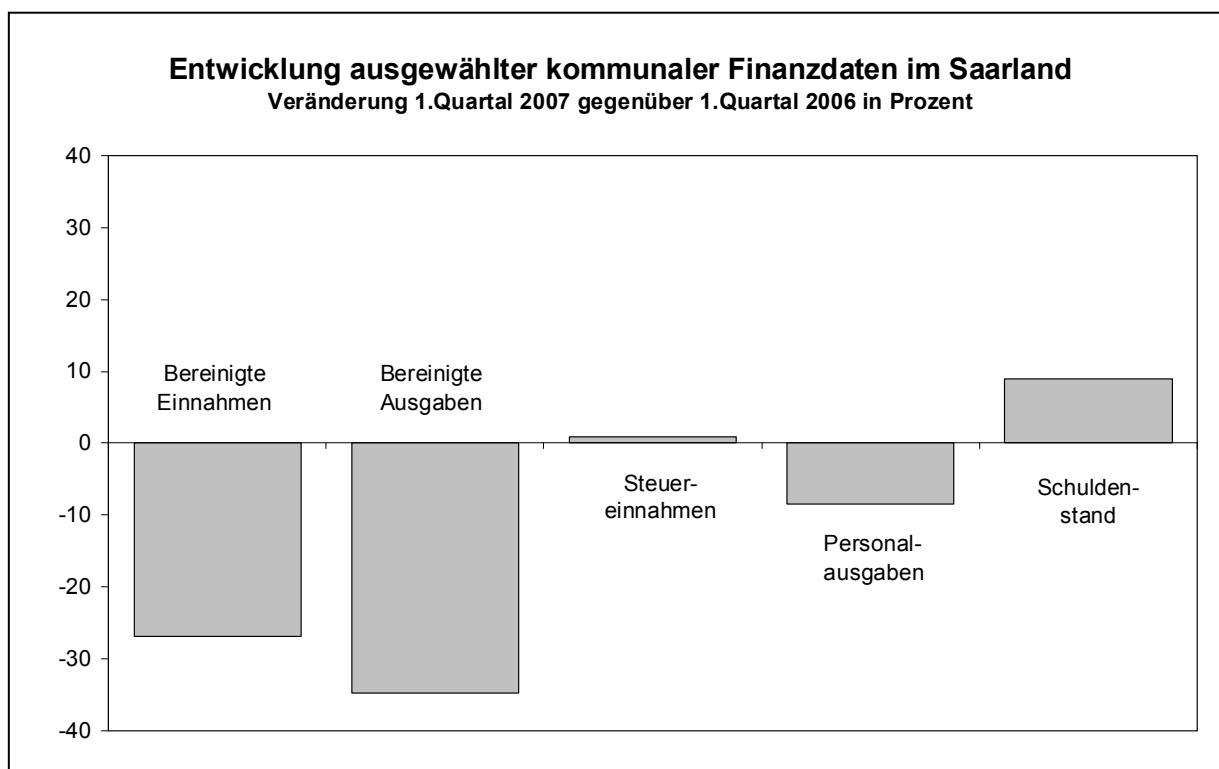 Entwicklung ausgewählter kommunaler Finanzdaten im Saarland
Veränderung 1.Quartal 2007 gegenüber 1.Quartal 2006 in Prozent
40
30
20
10
0
-10
-20
-30
-40
Bereinigte
Einnahmen
Bereinigte
Ausgaben
Steuer-
einnahmen
Personal-
ausgaben
Schulden-
stand